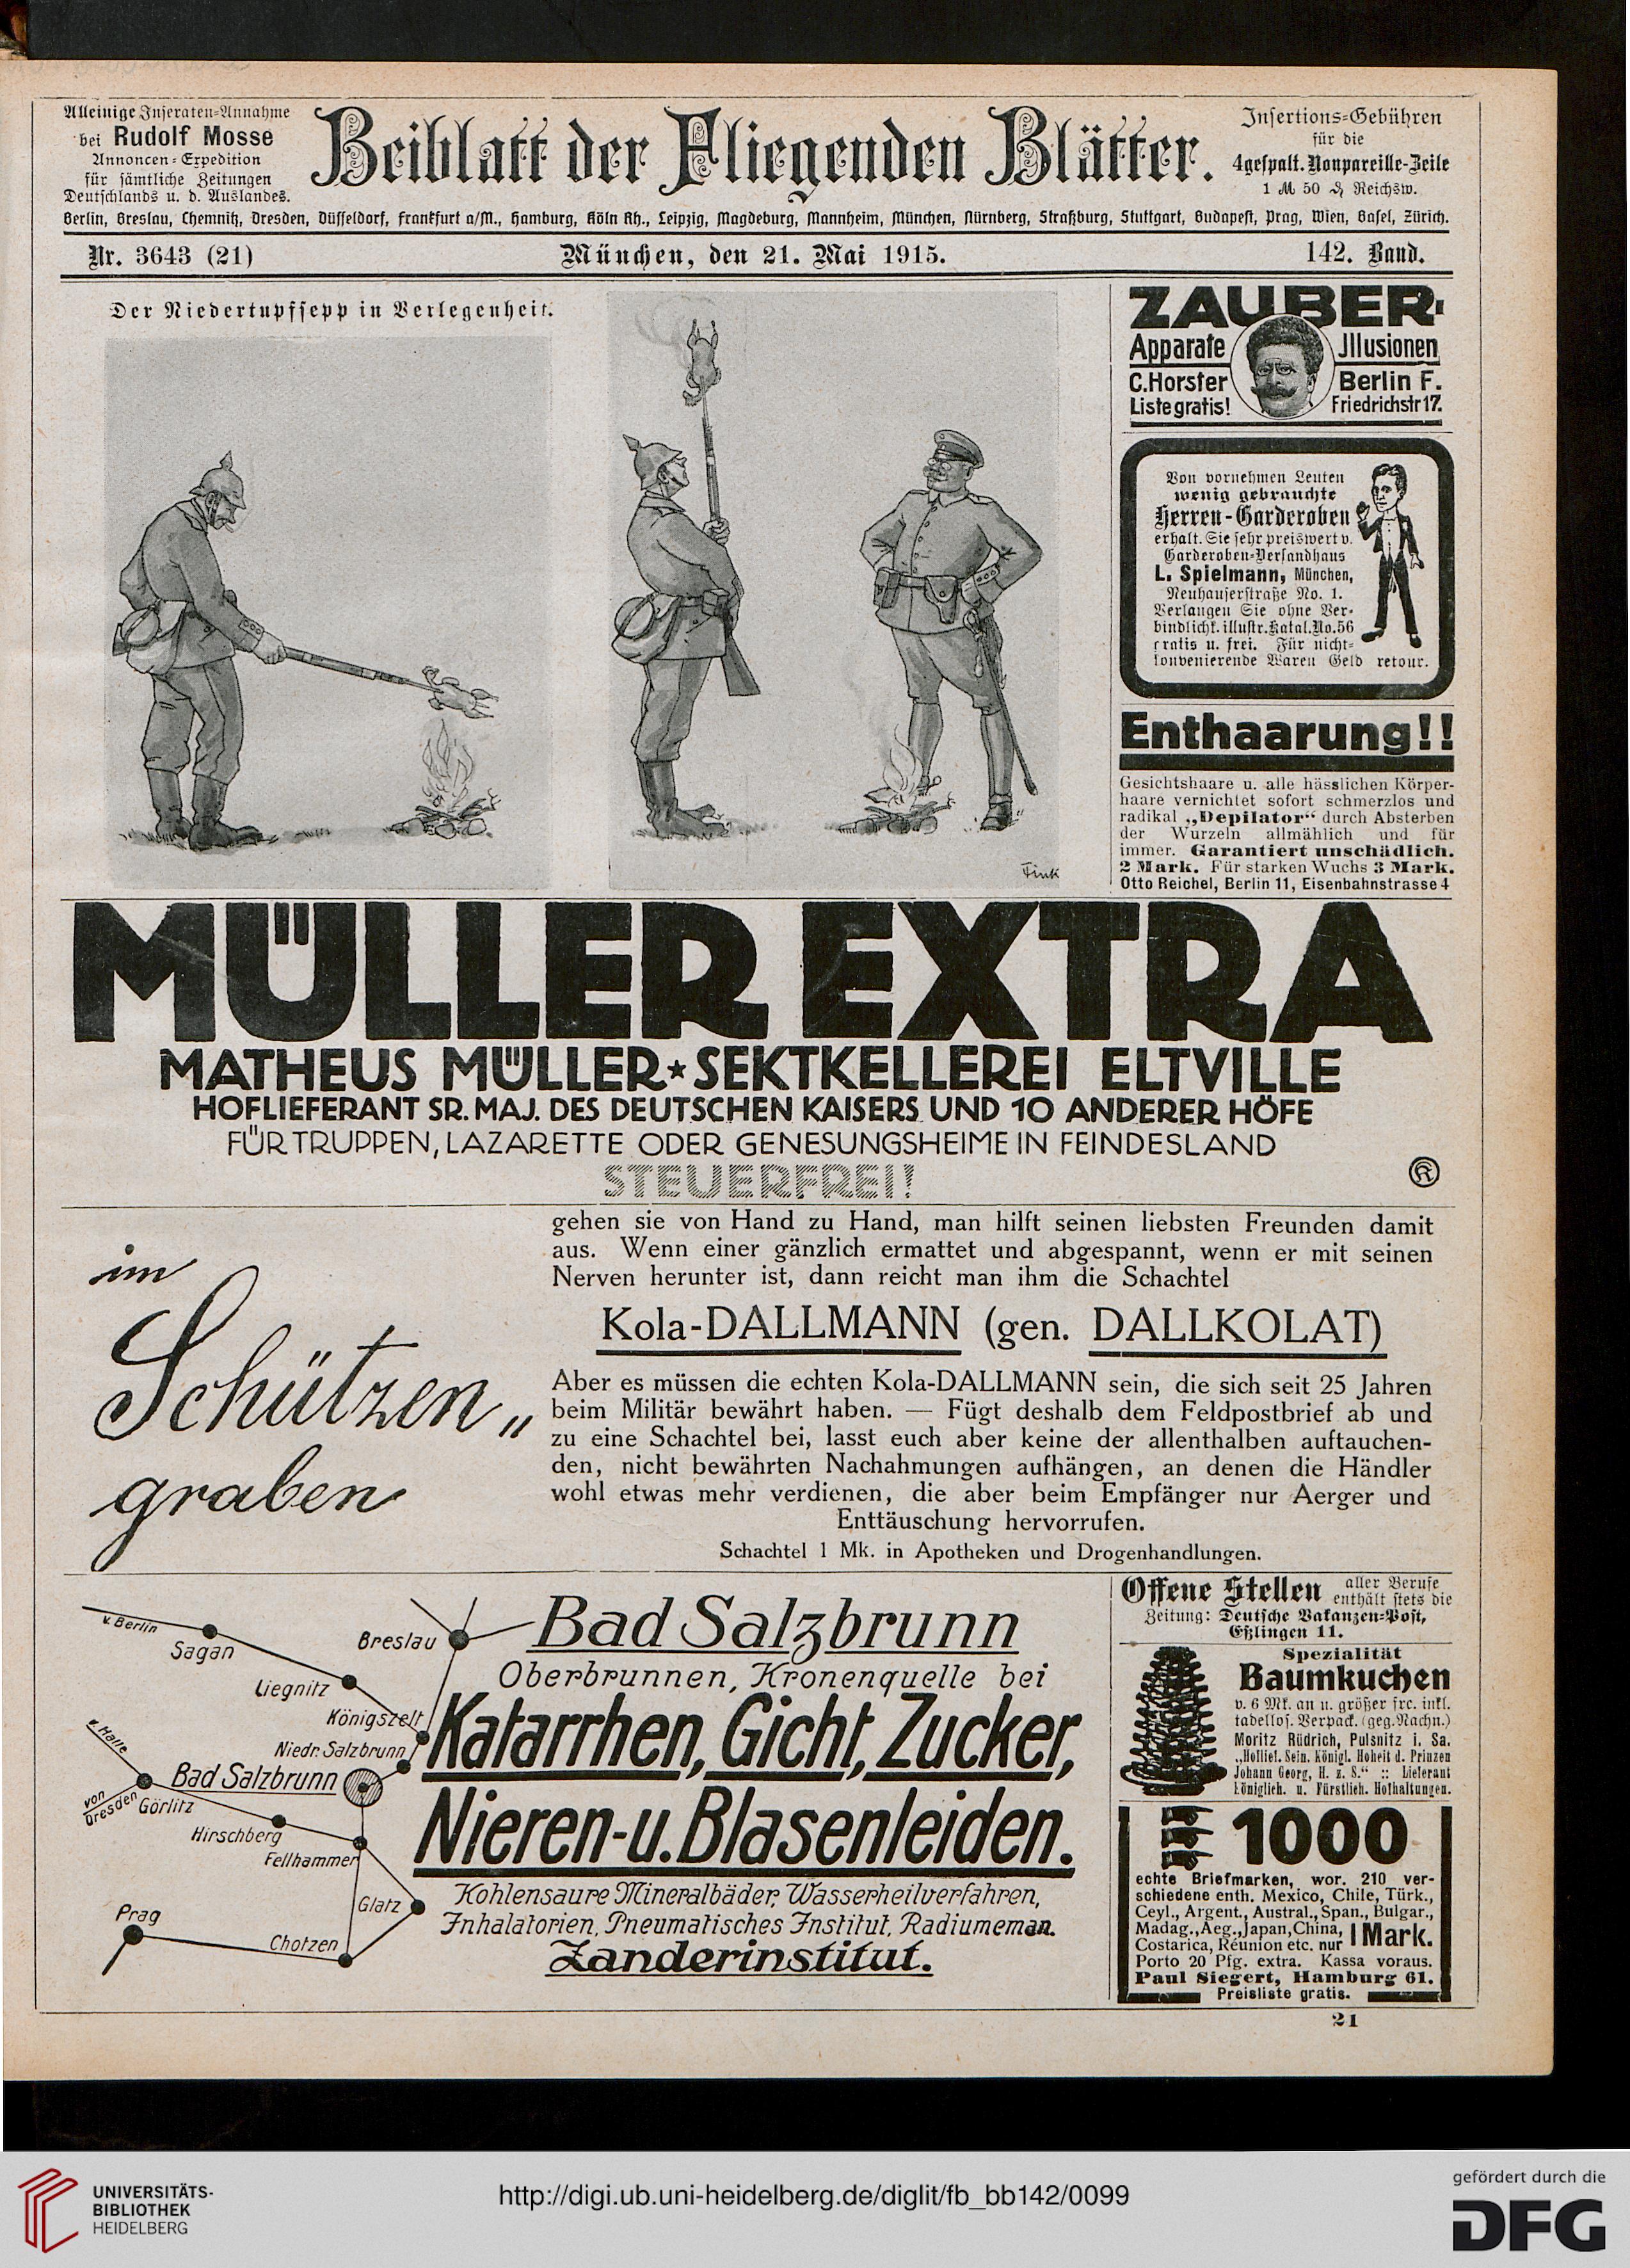 Alleinige Inseraten-Annahme
bei Rudolf Mosse
Annoncen-Expedition
für sämtliche Zeitungen
Deutschlands u. d. Auslandes.
Beiblatt der Fliegenden Blätter.
Insertions-Gebühren
für die
4gespalt. Nonpareille-Zeile
1 M 50 ₰ Reichsw.
Berlin, Breslau, Chemnitz, Dresden, Düsseldorf, Frankfurt a/M., Hamburg, Köln Rh., Leipzig, Magdeburg, Mannheim, München, Nürnberg, Straßburg, Stuttgart, Budapest, Prag, Wien, Basel, Zürich.
Nr. 3643 (21)
München, den 21. Mai 1915.
142. Band.
Der Niedertupfsepp in Verlegenheit.
Fink
ZAUBER-
Apparate Jllusionen
C. Horster Berlin F.
Liste gratis! Friedrichstr 17.
Von vornehmen Leuten
wenig gebrauchte
Herren-Garderoben
erhalt. Sie sehr preiswert v.
Garderoben-Versandhaus
L. Spielmann, München,
Neuhauserstraße No. 1.
Verlangen Sie ohne Ver-
bindlichk. illustr. Katal. No. 56
gratis u. frei. Für nicht-
konvenierende Waren Geld retour.
Enthaarung!!
Gesichtshaare u. alle hässlichen Körper-
haare vernichtet sofort schmerzlos und
radikal „Depilator“ durch Absterben
der Wurzeln allmählich und für
immer. Garantiert unschädlich.
2 Mark. Für starken Wuchs 3 Mark.
Otto Reichel, Berlin 11, Eisenbahnstrasse 4
MÜLLER EXTRA
MATHEUS MÜLLER ★ SEKTKELLEREI ELTVILLE
HOFLIEFERANT SR. MAJ. DES DEUTSCHEN KAISERS UND 10 ANDERER HÖFE
FÜR TRUPPEN, LAZARETTE ODER GENESUNGSHEIME IN FEINDESLAND
STEUERFREI!
im
Schützen„
graben
gehen sie von Hand zu Hand, man hilft seinen liebsten Freunden damit
aus. Wenn einer gänzlich ermattet und abgespannt, wenn er mit seinen
Nerven herunter ist, dann reicht man ihm die Schachtel
Kola-DALLMANN (gen. DALLKOLAT)
Aber es müssen die echten Kola-DALLMANN sein, die sich seit 25 Jahren
beim Militär bewährt haben. — Fügt deshalb dem Feldpostbrief ab und
zu eine Schachtel bei, lasst euch aber keine der allenthalben auftauchen-
den, nicht bewährten Nachahmungen aufhängen, an denen die Händler
wohl etwas mehr verdienen, die aber beim Empfänger nur Aerger und
Enttäuschung hervorrufen.
Schachtel 1 Mk. in Apotheken und Drogenhandlungen.
v. Berlin
Sagan
Breslau
Liegnitz
Königszelt
v. Halle
Niedr. Salzbrunn
Bad Salzbrunn
von Dresden
Görlitz
Hirschberg
Fellhammer
Glatz
Prag
Chotzen
Bad Salzbrunn
Oberbrunnen, Kronenquelle bei
Katarrhen, Gicht, Zucker,
Nieren-u. Blasenleiden.
Kohlensaure Mineralbäder, Wasserheilverfahren,
Inhalatorien, Pneumatisches Institut, Radiumeman.
Zanderinstitut.
Offene Stellen aller Berufe
enthält stets die
Zeitung: Deutsche Vakanzen-Post,
Eßlingen 11.
Spezialität
Baumkuchen
v. 6 Mk. an u. größer frc. inkl.
tadellos. Verpack. (geg. Nachn.)
Moritz Rüdrich, Pulsnitz i. Sa.
„Hoflief. Sein. Königl. Hoheit d. Prinzen
Johann Georg, H. z. S.“ :: Lieferant
Königlich. u. Fürstlich. Hofhaltungen.
1000
echte Briefmarken, wor. 210 ver-
schiedene enth. Mexico, Chile, Türk.,
Ceyl., Argent., Austral., Span., Bulgar.,
Madag., Aeg., Japan, China,
Costarica, Réunion etc. nur 1 Mark.
Porto 20 Pfg. extra. Kassa voraus.
Paul Siegert, Hamburg 61.
Preisliste gratis.
21
UNIVERSITÄTS-
BIBLIOTHEK
HEIDELBERG
http://digi.ub.uni-heidelberg.de/diglit/fb_bb142/0099
gefördert durch die
DFG